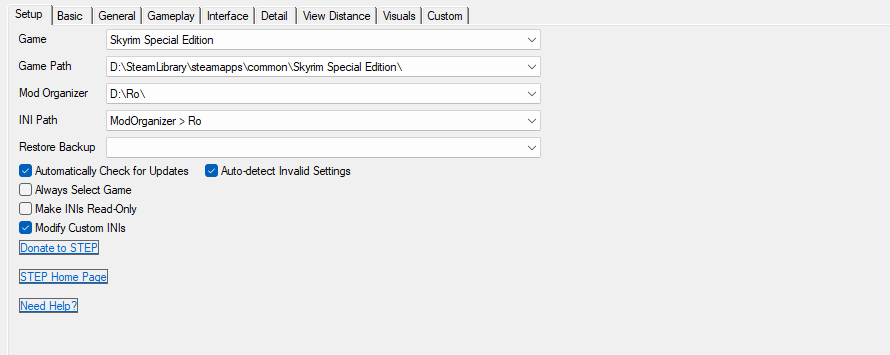 Setup Basic General Gameplay Interface Detail View Distance Visuals Custom
Game Skyrim Special Edition
Game Path D:\SteamLibrary\steamapps\common\Skyrim Special Edition\
Mod Organizer D:\Ro\
INI Path ModOrganizer > Ro
Restore Backup
Automatically Check for Updates Auto-detect Invalid Settings
Always Select Game
Make INIs Read-Only
Modify Custom INIs
Donate to STEP
STEP Home Page
Need Help?